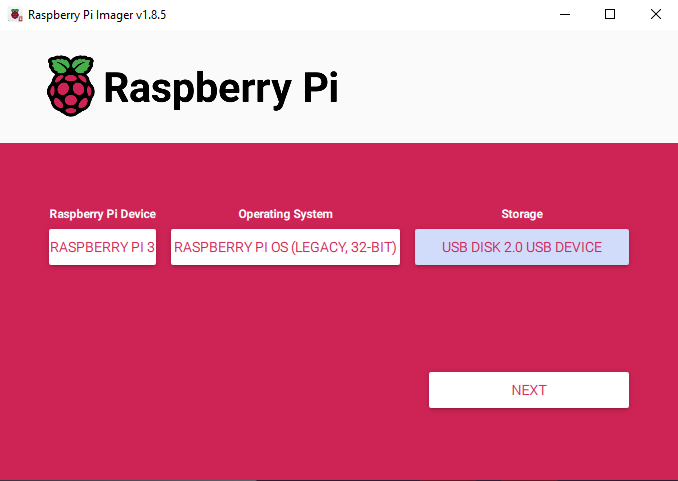 Raspberry Pi Imager v1.8.5
Raspberry Pi
Raspberry Pi Device
Operating System
Storage
RASPBERRY PI 3
RASPBERRY PI OS (LEGACY, 32-BIT)
USB DISK 2.0 USB DEVICE
NEXT